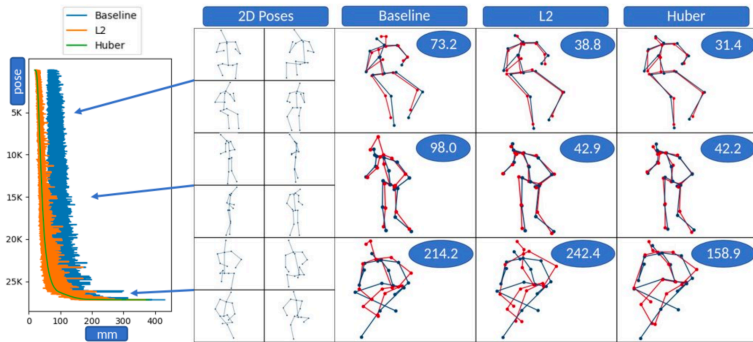 Baseline
L2
Huber
pose
5K
10K
15K
20K
25K
0 100 200 300 400
mm
2D Poses Baseline L2 Huber
73.2 38.8 31.4
98.0 42.9 42.2
214.2 242.4 158.9